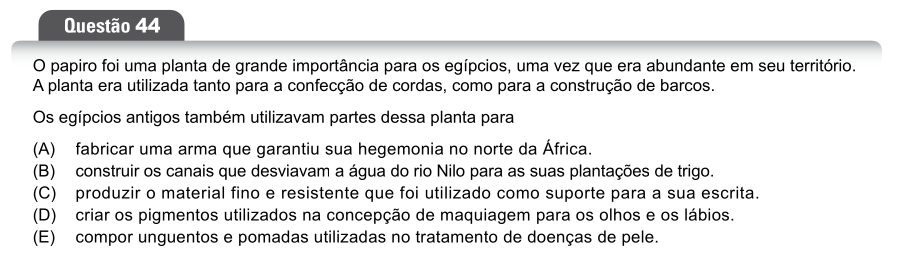 Questão 44
O papiro foi uma planta de grande importância para os egípcios, uma vez que era abundante em seu território.
A planta era utilizada tanto para a confecção de cordas, como para a construção de barcos.
Os egípcios antigos também utilizavam partes dessa planta para
(A) fabricar uma arma que garantiu sua hegemonia no norte da África.
(B) construir os canais que desviavam a água do rio Nilo para as suas plantações de trigo.
(C) produzir o material fino e resistente que foi utilizado como suporte para a sua escrita.
(D) criar os pigmentos utilizados na concepção de maquiagem para os olhos e os lábios.
(E) compor unguentos e pomadas utilizadas no tratamento de doenças de pele.